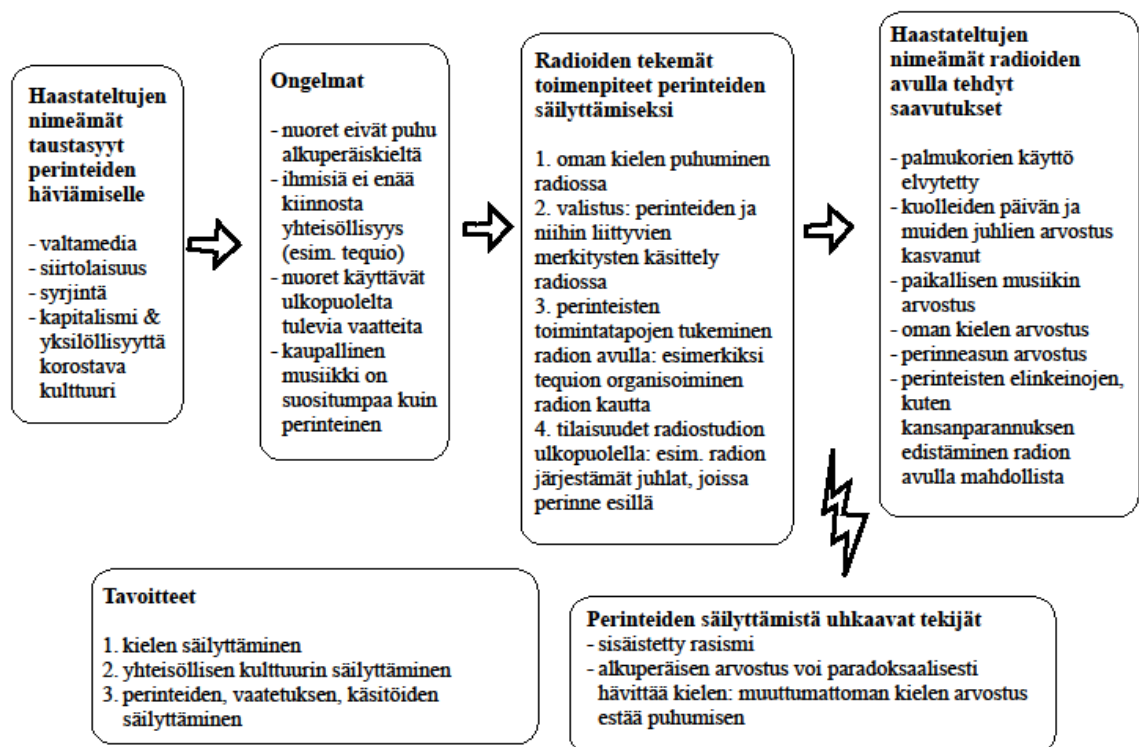 Haastateltujen
nimeämät
taustasyyt
perinteiden
häviämiselle
- valtamedia
- siirtolaisuus
- syrjintä
- kapitalismi &
yksilöllisyyttä
korostava
kulttuuri
Ongelmat
- nuoret eivät puhu
alkuperäiskieltä
- ihmisiä ei enää
kiinnosta
yhteisöllisyys
(esim. tequio)
- nuoret käyttävät
ulkopuolelta
tulevia vaatteita
- kaupallinen
musiikki on
suositumpaa kuin
perinteinen
Radioiden tekemät
toimenpiteet perinteiden
säilyttämiseksi
1. oman kielen puhuminen
radiossa
2. valistus: perinteiden ja
niihin liittyvien
merkitysten käsittely
radiossa
3. perinteisten
toimintatapojen tukeminen
radion avulla: esimerkiksi
tequion organisoiminen
radion kautta
4. tilaisuudet radiostudion
ulkopuolella: esim. radion
järjestämät juhlat, joissa
perinne esillä
Haastateltujen
nimeämät radioiden
avulla tehdyt
saavutukset
- palmukorien käyttö
elvytetty
- kuolleiden päivän ja
muiden juhlien arvostus
kasvanut
- paikallisen musiikin
arvostus
- oman kielen arvostus
- perinneasun arvostus
- perinteisten elinkeinojen,
kuten
kansanparannuksen
edistäminen radion
avulla mahdollista
Tavoitteet
1. kielen säilyttäminen
2. yhteisöllisen kulttuurin säilyttäminen
3. perinteiden, vaatetuksen, käsitöiden
säilyttäminen
Perinteiden säilyttämistä uhkaavat tekijät
- sisäistetty rasismi
- alkuperäisen arvostus voi paradoksaalisesti
hävittää kielen: muuttumattoman kielen arvostus
estää puhumisen